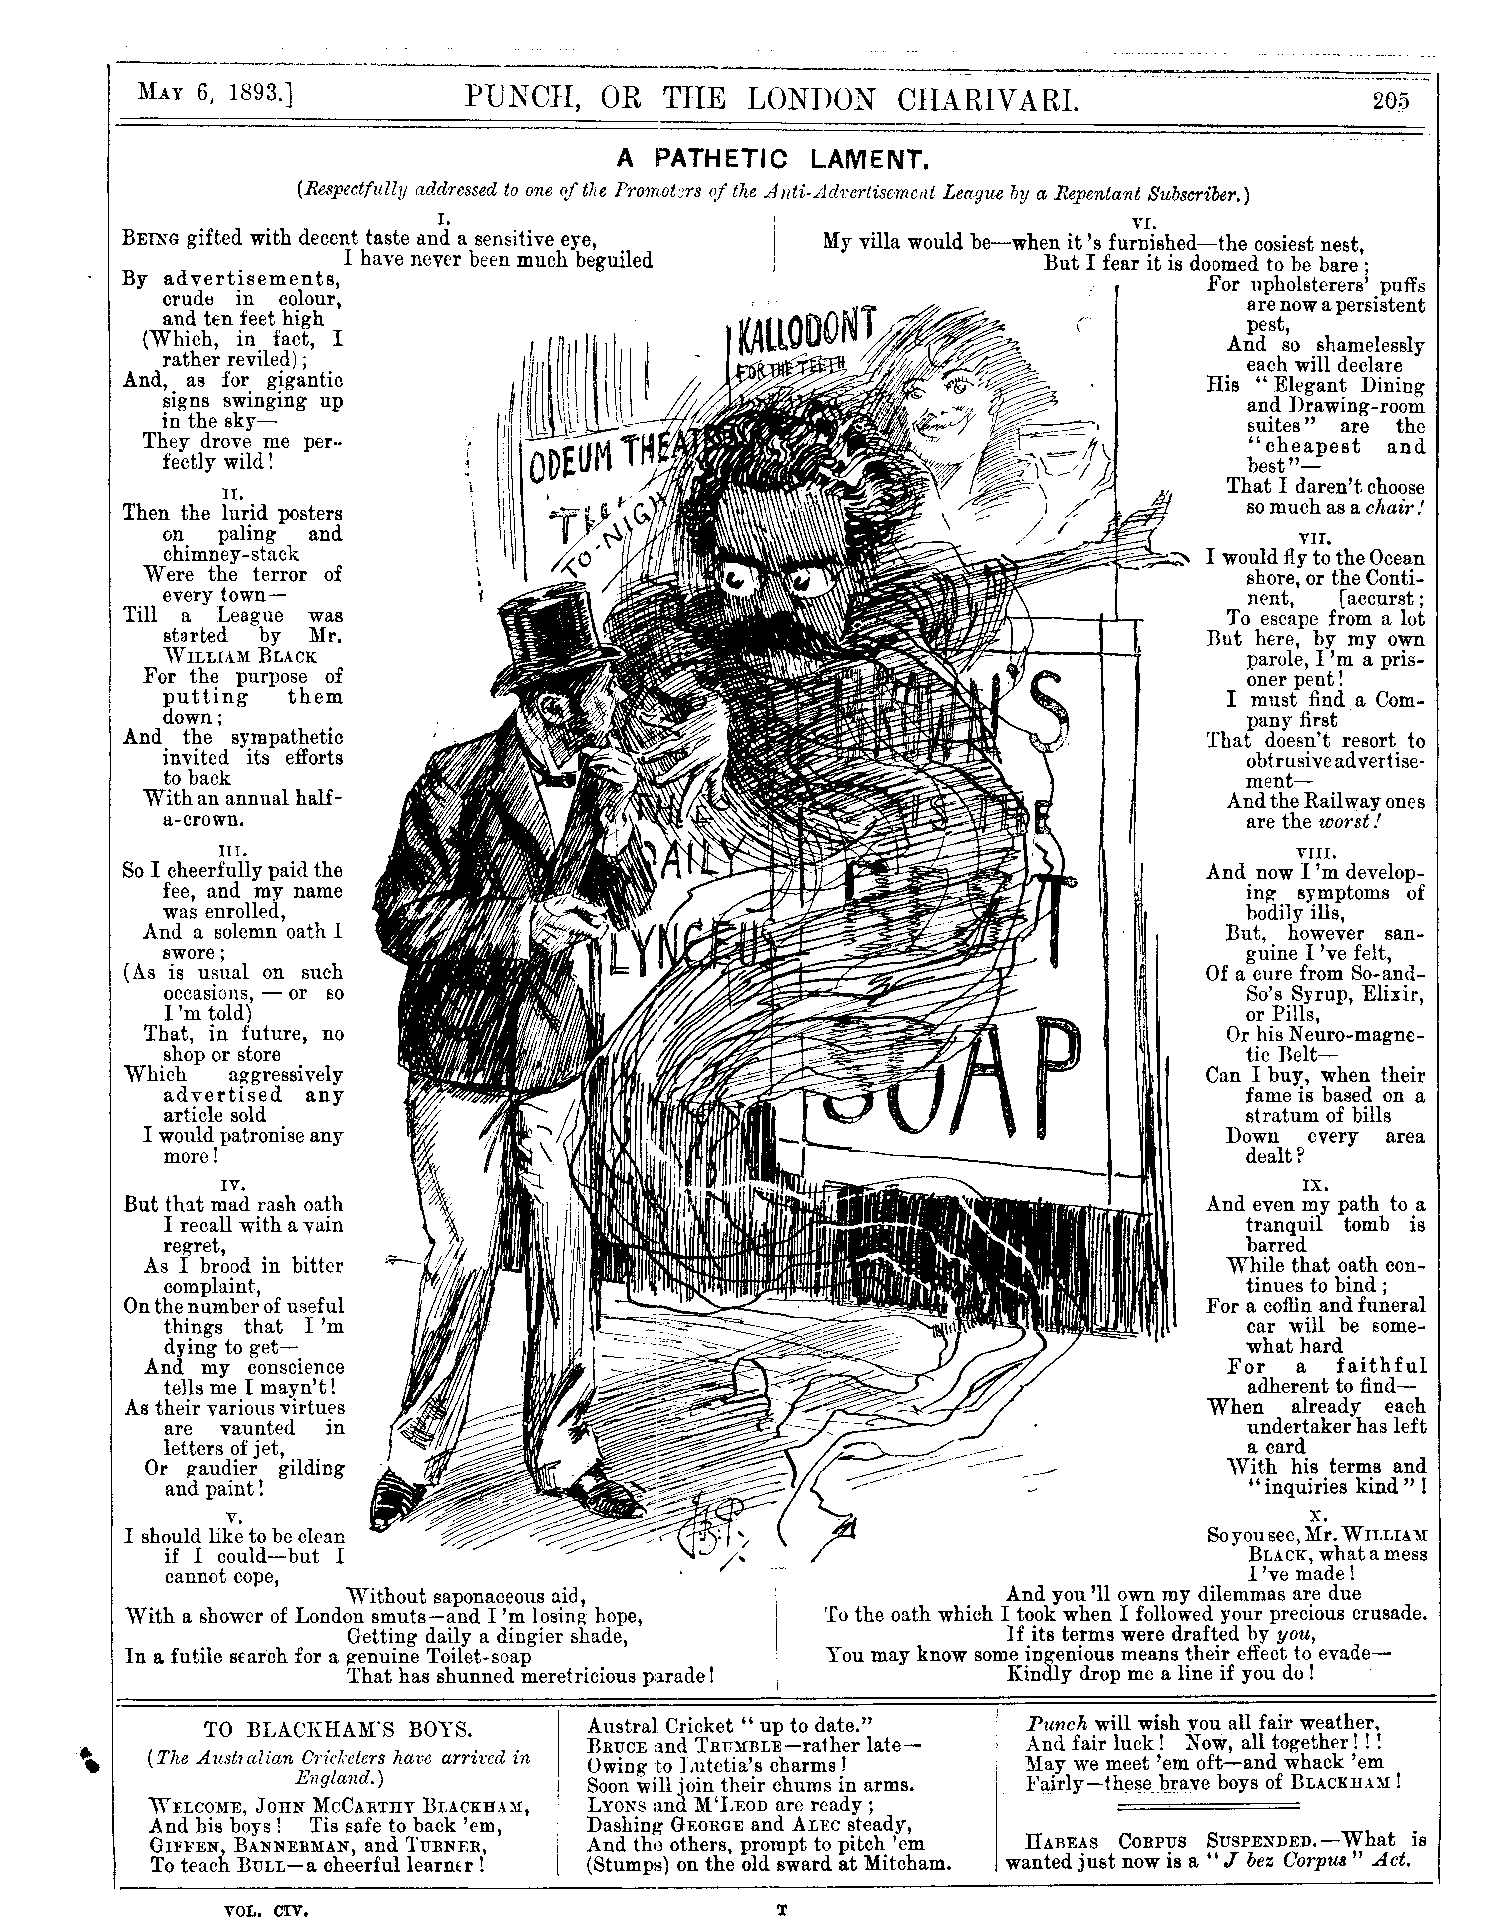 MAY 6, 1893.]
PUNCH, OR THE LONDON CHARIVARI.
205
A PATHETIC LAMENT.
(Respectfully addressed to one of the Promoters of the Anti-Advertisement League by a Repentant Subscriber.)
I.
BEING gifted with decent taste and a sensitive eye,
I have never been much beguiled
By advertisements,
crude in colour,
and ten feet high
(Which, in fact, I
rather reviled);
And, as for gigantic
signs swinging up
in the sky—
They drove me per-
fectly wild!
II.
Then the lurid posters
on paling and
chimney-stack
Were the terror of
every town—
Till a League was
started by Mr.
WILLIAM BLACK
For the purpose of
putting them
down;
And the sympathetic
invited its efforts
to back
With an annual half-
a-crown.
III.
So I cheerfully paid the
fee, and my name
was enrolled,
And a solemn oath I
swore;
(As is usual on such
occasions, — or so
I'm told)
That, in future, no
shop or store
Which aggressively
advertised any
article sold
I would patronise any
more!
IV.
But that mad rash oath
I recall with a vain
regret,
As I brood in bitter
complaint,
On the number of useful
things that I'm
dying to get—
And my conscience
tells me I mayn't!
As their various virtues
are vaunted in
letters of jet,
Or gaudier gilding
and paint!
V.
I should like to be clean
if I could—but I
cannot cope,
Without saponaceous aid,
With a shower of London smuts—and I'm losing hope,
Getting daily a dingier shade,
In a futile search for a genuine Toilet-soap
That has shunned meretricious parade!
KALLODONT
FOR THE TEETH
ODEUM THEATRE
TO-NIGH
'S
IS THE
THE
DAILY
LYNCEUS
SOAP
VI.
My villa would be—when it's furnished—the cosiest nest,
But I fear it is doomed to be bare;
For upholsterers' puffs
are now a persistent
pest,
And so shamelessly
each will declare
His "Elegant Dining
and Drawing-room
suites" are the
"cheapest and
best"—
That I daren't choose
so much as a chair!
VII.
I would fly to the Ocean
shore, or the Conti-
nent, [accurst;
To escape from a lot
But here, by my own
parole, I'm a pris-
oner pent!
I must find a Com-
pany first
That doesn't resort to
obtrusive advertise-
ment—
And the Railway ones
are the worst!
VIII.
And now I'm develop-
ing symptoms of
bodily ills,
But, however san-
guine I've felt,
Of a cure from So-and-
So's Syrup, Elixir,
or Pills,
Or his Neuro-magne-
tic Belt—
Can I buy, when their
fame is based on a
stratum of bills
Down every area
dealt?
IX.
And even my path to a
tranquil tomb is
barred
While that oath con-
tinues to bind;
For a coffin and funeral
car will be some-
what hard
For a faithful
adherent to find—
When already each
undertaker has left
a card
With his terms and
"inquiries kind"!
X.
So you see, Mr. WILLIAM
BLACK, what a mess
I've made!
And you'll own my dilemmas are due
To the oath which I took when I followed your precious crusade.
If its terms were drafted by you,
You may know some ingenious means their effect to evade—
Kindly drop me a line if you do!
TO BLACKHAM'S BOYS.
(The Australian Cricketers have arrived in
England.)
WELCOME, JOHN MCCARTHY BLACKHAM,
And his boys! Tis safe to back 'em,
GIFFEN, BANNERMAN, and TURNER,
To teach BULL—a cheerful learner!
Austral Cricket "up to date."
BRUCE and TRUMBLE—rather late—
Owing to Lutetia's charms!
Soon will join their chums in arms.
LYONS and M'LEOD are ready;
Dashing GEORGE and ALEC steady,
And the others, prompt to pitch 'em
(Stumps) on the old sward at Mitcham.
Punch will wish you all fair weather,
And fair luck! Now, all together!!!
May we meet 'em oft—and whack 'em
Fairly—these brave boys of BLACKHAM!
HABEAS CORPUS SUSPENDED.—What is
wanted just now is a "J bez Corpus" Act.
VOL. CIV.
T